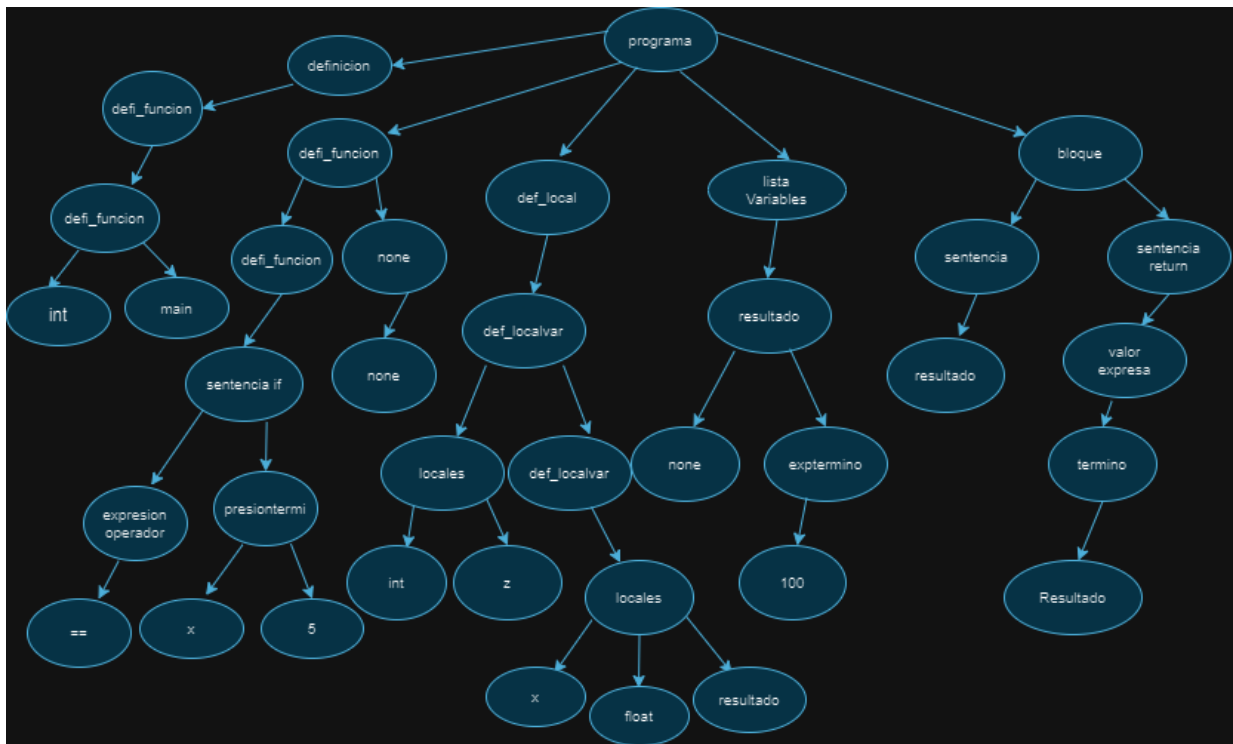 programa
definicion
defi_funcion
defi_funcion
bloque
lista
Variables
def_local
defi_funcion
defi_funcion
none
sentencia
sentencia
return
int
main
def_localvar
resultado
sentencia if
none
resultado
valor
expresa
locales
def_localvar
none
exptermino
termino
expresion
operador
presiontermi
int
z
locales
100
Resultado
==
x
5
x
float
resultado